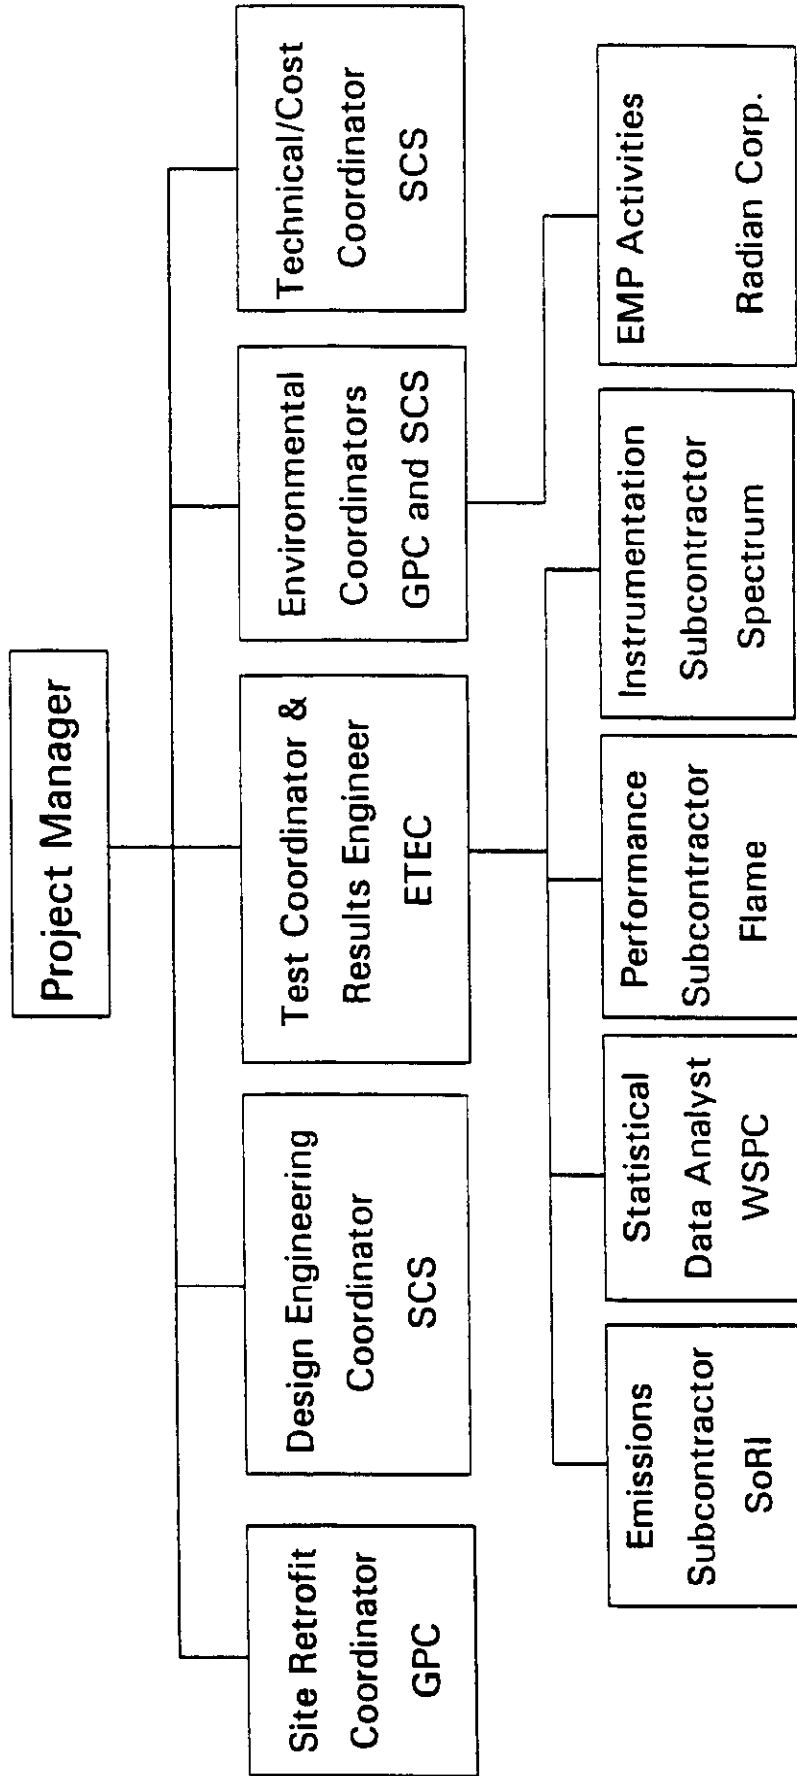 Project Manager
Site Retrofit
Coordinator
GPC
Design Engineering
Coordinator
SCS
Test Coordinator &
Results Engineer
ETEC
Environmental
Coordinators
GPC and SCS
Technical/Cost
Coordinator
SCS
Emissions
Subcontractor
SoRI
Statistical
Data Analyst
WSPC
Performance
Subcontractor
Flame
Instrumentation
Subcontractor
Spectrum
EMP Activities
Radian Corp.